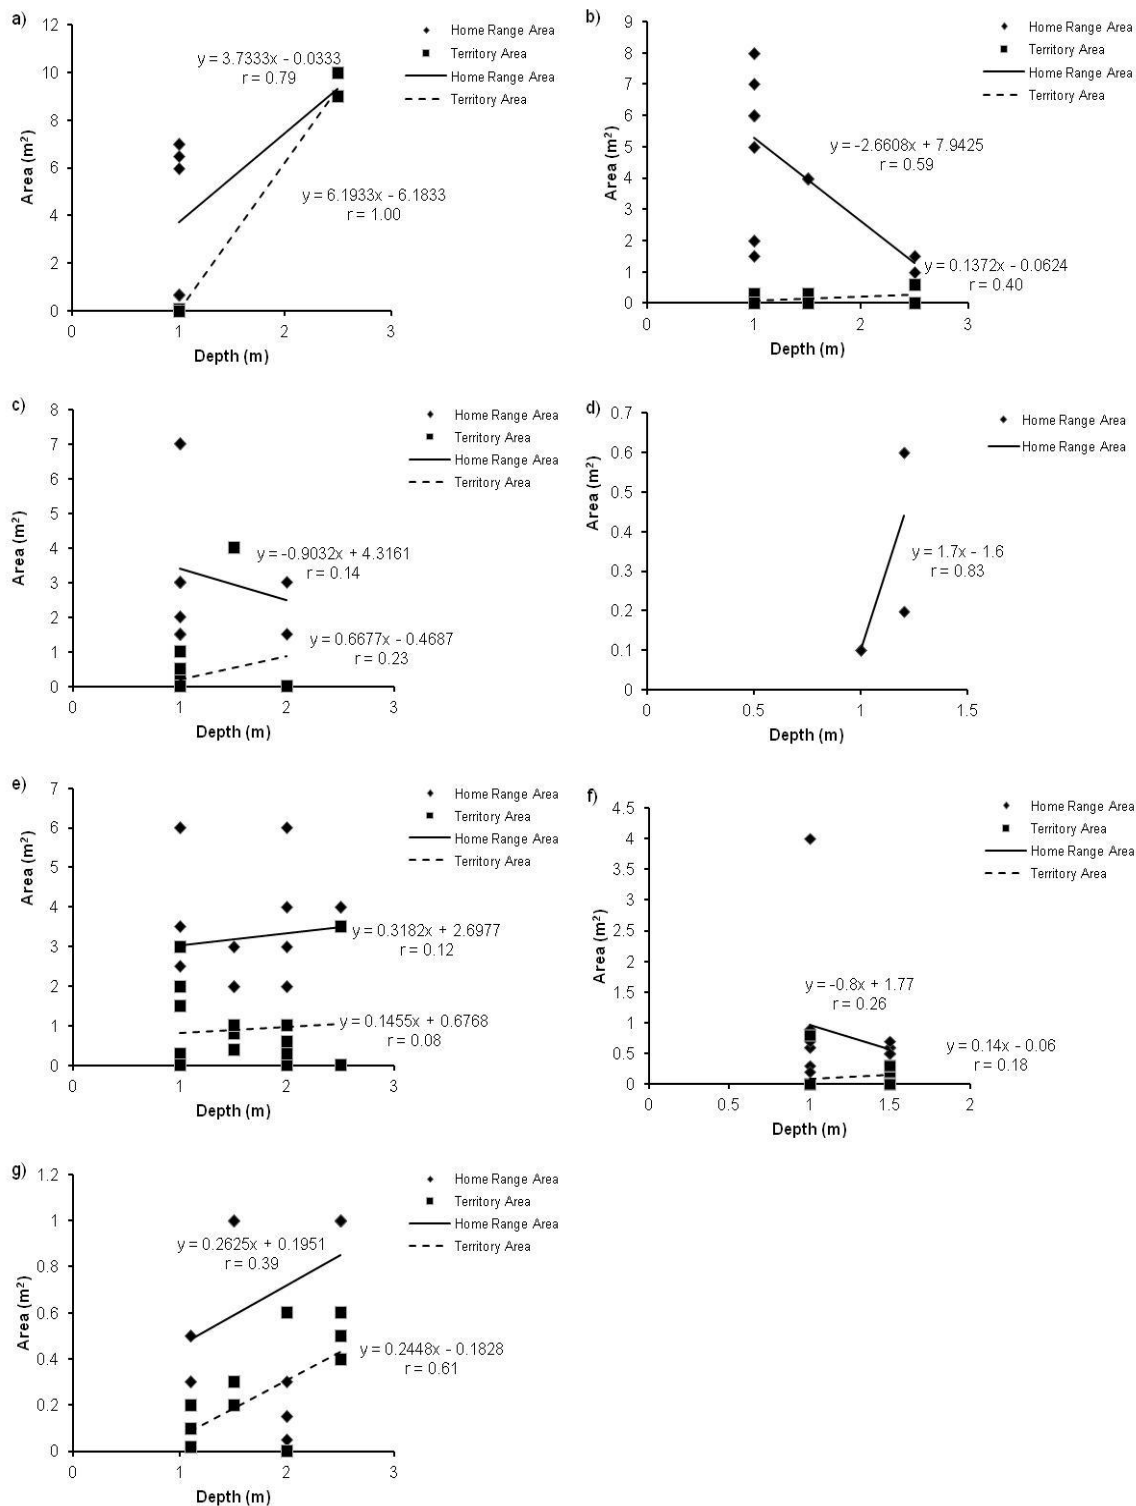 a)
12
10
8
6
4
2
0
0
1
2
3
Area (m²)
Depth (m)
y = 3.7333x - 0.0333
r = 0.79
y = 6.1933x - 6.1833
r = 1.00
Home Range Area
Territory Area
Home Range Area
Territory Area
b)
9
8
7
6
5
4
3
2
1
0
0
1
2
3
Area (m²)
Depth (m)
y = -2.6608x + 7.9425
r = 0.59
y = 0.1372x - 0.0624
r = 0.40
Home Range Area
Territory Area
Home Range Area
Territory Area
c)
8
7
6
5
4
3
2
1
0
0
1
2
3
Area (m²)
Depth (m)
y = -0.9032x + 4.3161
r = 0.14
y = 0.6677x - 0.4687
r = 0.23
Home Range Area
Territory Area
Home Range Area
Territory Area
d)
0.7
0.6
0.5
0.4
0.3
0.2
0.1
0
0
0.5
1
1.5
Area (m²)
Depth (m)
y = 1.7x - 1.6
r = 0.83
Home Range Area
Home Range Area
e)
7
6
5
4
3
2
1
0
0
1
2
3
Area (m²)
Depth (m)
y = 0.3182x + 2.6977
r = 0.12
y = 0.1455x + 0.6768
r = 0.08
Home Range Area
Territory Area
Home Range Area
Territory Area
f)
4.5
4
3.5
3
2.5
2
1.5
1
0.5
0
0
0.5
1
1.5
2
Area (m²)
Depth (m)
y = -0.8x + 1.77
r = 0.26
y = 0.14x - 0.06
r = 0.18
Home Range Area
Territory Area
Home Range Area
Territory Area
g)
1.2
1
0.8
0.6
0.4
0.2
0
0
1
2
3
Area (m²)
Depth (m)
y = 0.2625x + 0.1951
r = 0.39
y = 0.2448x - 0.1828
r = 0.61
Home Range Area
Territory Area
Home Range Area
Territory Area